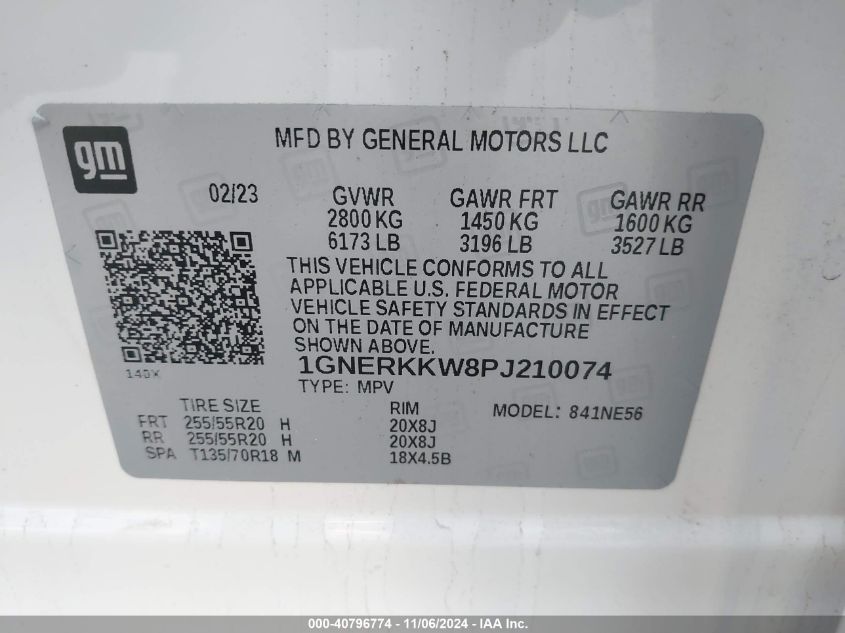 gm
MFD BY GENERAL MOTORS LLC
02/23 GVWR GAWR FRT GAWR RR
2800 KG 1450 KG 1600 KG
6173 LB 3196 LB 3527 LB
THIS VEHICLE CONFORMS TO ALL
APPLICABLE U.S. FEDERAL MOTOR
VEHICLE SAFETY STANDARDS IN EFFECT
ON THE DATE OF MANUFACTURE
SHOWN ABOVE.
1GNERKKW8PJ210074
TYPE: MPV
TIRE SIZE RIM MODEL: 841NE56
FRT 255/55R20 H 20X8J
RR 255/55R20 H 20X8J
SPA T135/70R18 M 18X4.5B
000-40796774 - 11/06/2024 - IAA Inc.